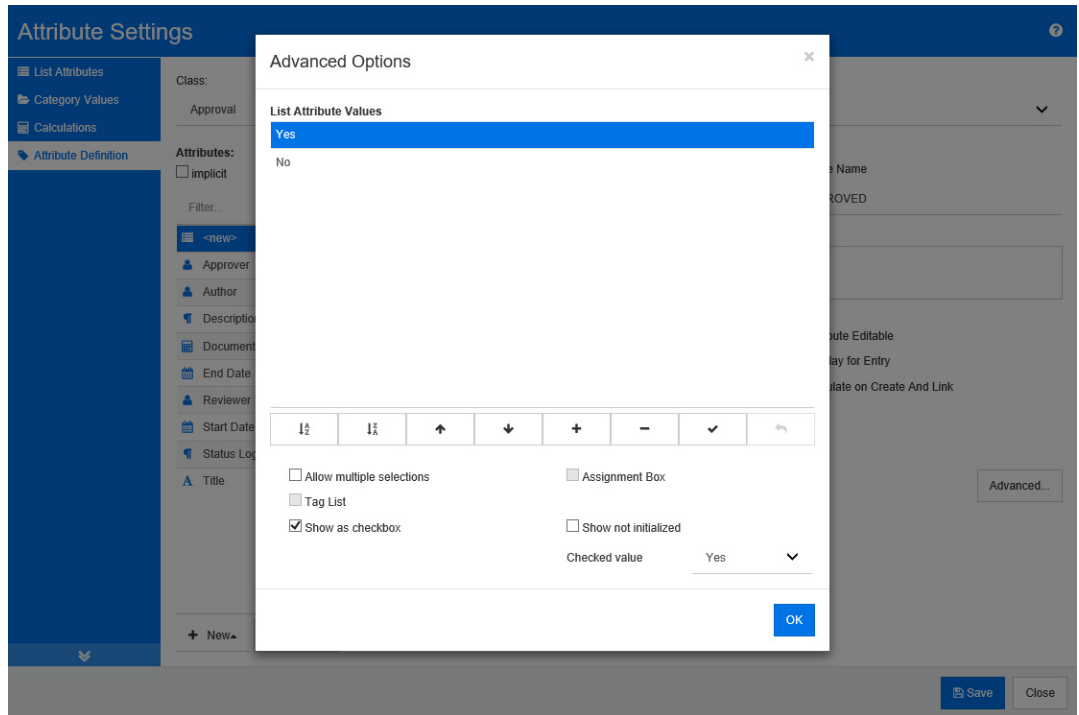 Attribute Settings
List Attributes
Category Values
Calculations
Attribute Definition
Class:
Approval
Attributes:
implicit
Filter...
<new>
Approver
Author
Descriptio
Document
End Date
Reviewer
Start Date
Status Log
Title
New
Advanced Options
List Attribute Values
Yes
No
Allow multiple selections
Assignment Box
Tag List
Show as checkbox
Show not initialized
Checked value
Yes
OK
e Name
ROVED
bute Editable
lay for Entry
ulate on Create And Link
Advanced...
Save
Close